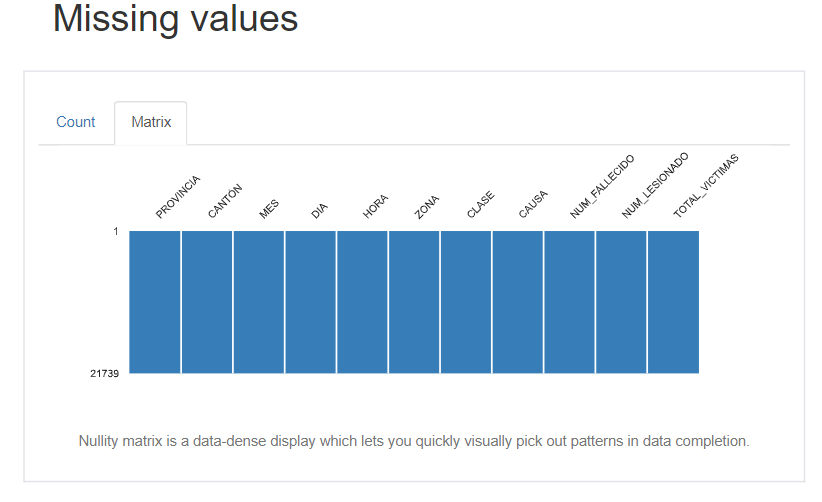 Missing values
Count Matrix
PROVINCIA CANTÓN MES DIA HORA ZONA CLASE CAUSA NUM_FALLECIDO NUM_LESIONADO TOTAL_VICTIMAS
1
21739
Nullity matrix is a data-dense display which lets you quickly visually pick out patterns in data completion.